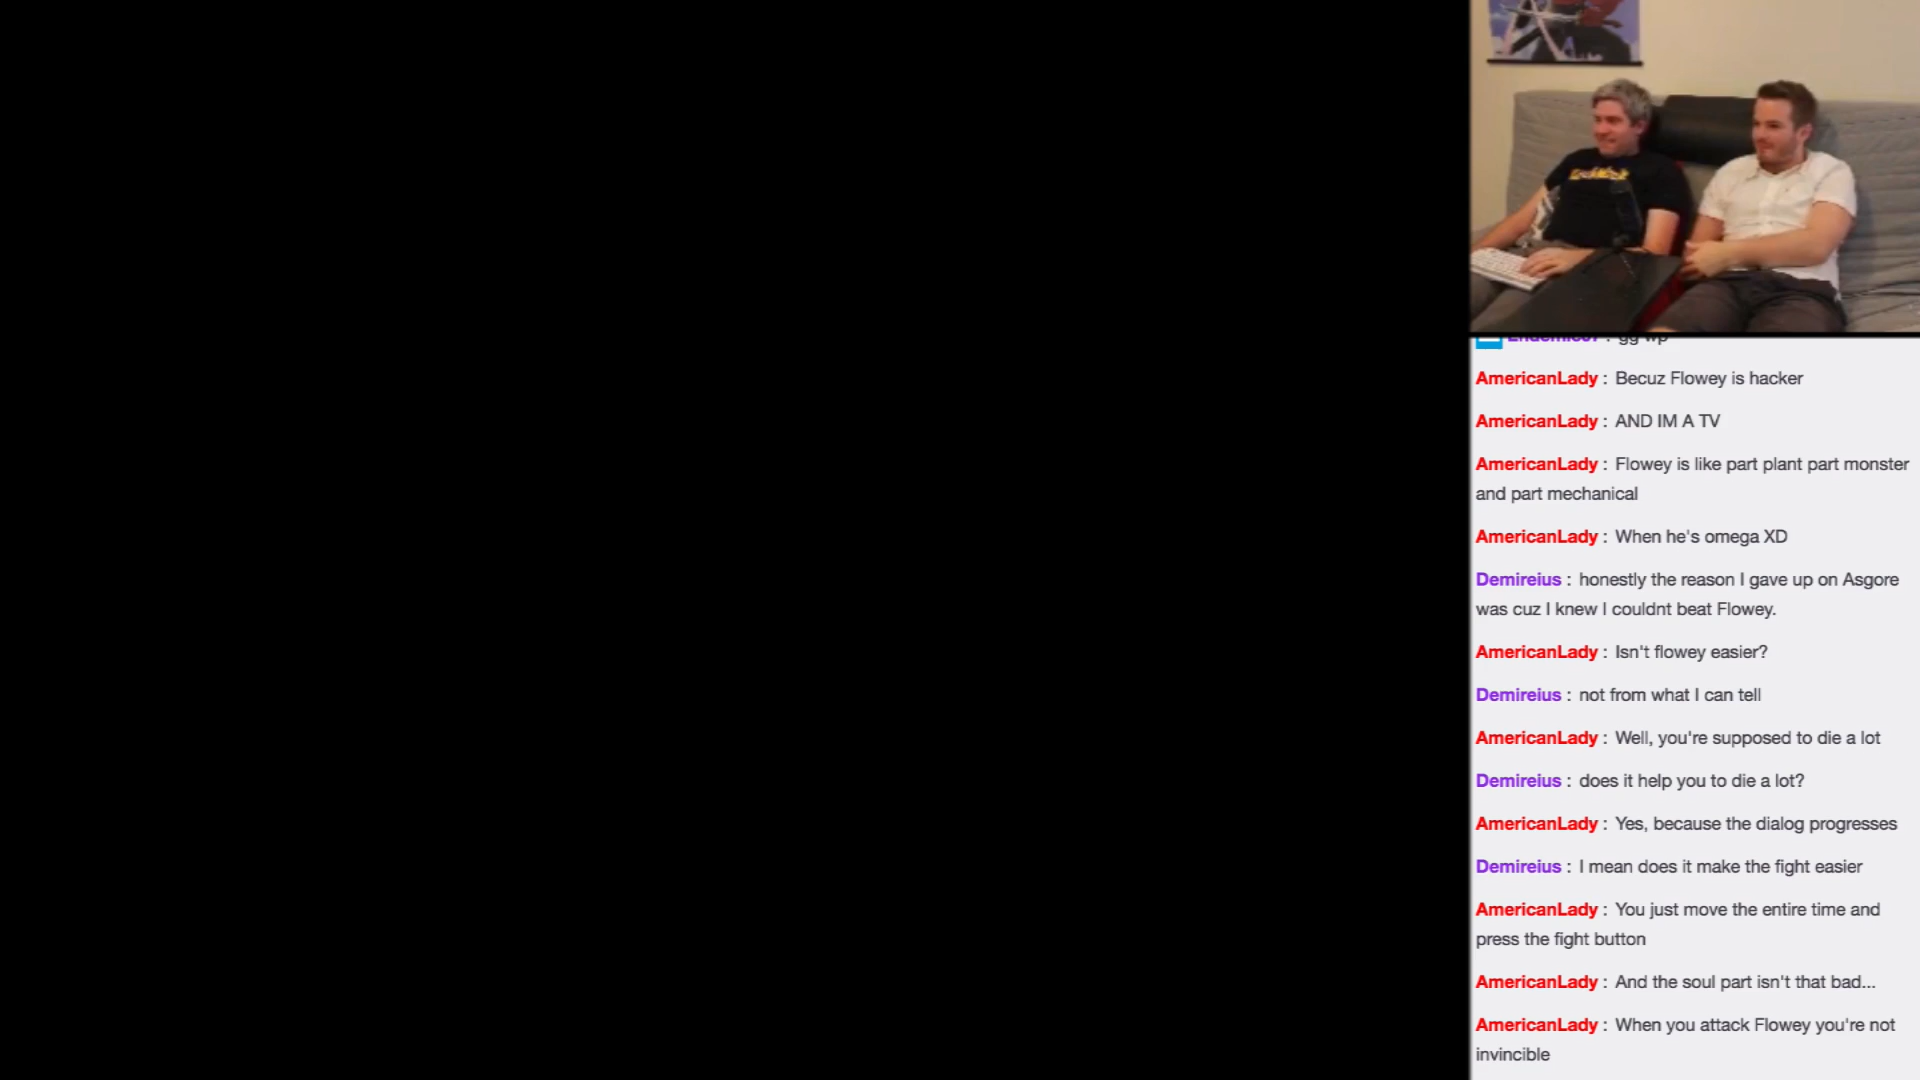 gg wp
AmericanLady : Becuz Flowey is hacker
AmericanLady : AND IM A TV
AmericanLady : Flowey is like part plant part monster
and part mechanical
AmericanLady : When he's omega XD
Demireius : honestly the reason I gave up on Asgore
was cuz I knew I couldnt beat Flowey.
AmericanLady : Isn't flowey easier?
Demireius : not from what I can tell
AmericanLady : Well, you're supposed to die a lot
Demireius : does it help you to die a lot?
AmericanLady : Yes, because the dialog progresses
Demireius : I mean does it make the fight easier
AmericanLady : You just move the entire time and
press the fight button
AmericanLady : And the soul part isn't that bad...
AmericanLady : When you attack Flowey you're not
invincible